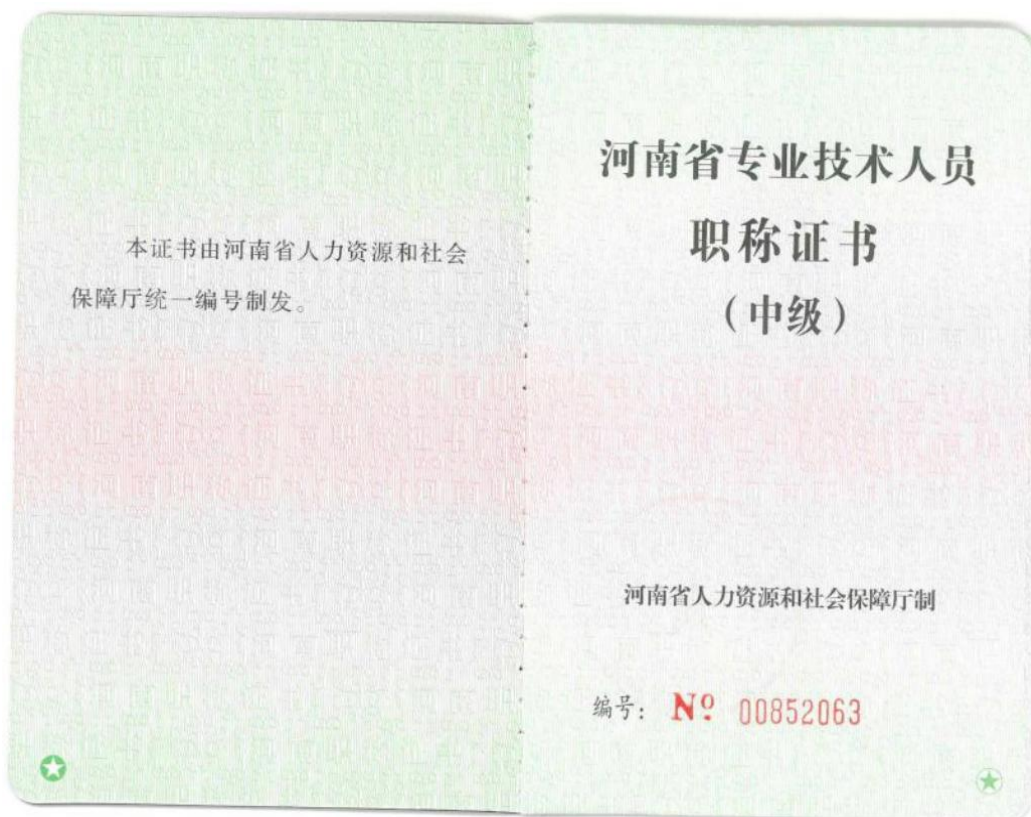 本证书由河南省人力资源和社会
保障厅统一编号制发。
河南省专业技术人员
职称证书
(中级)
河南省人力资源和社会保障厅制
编号: № 00852063